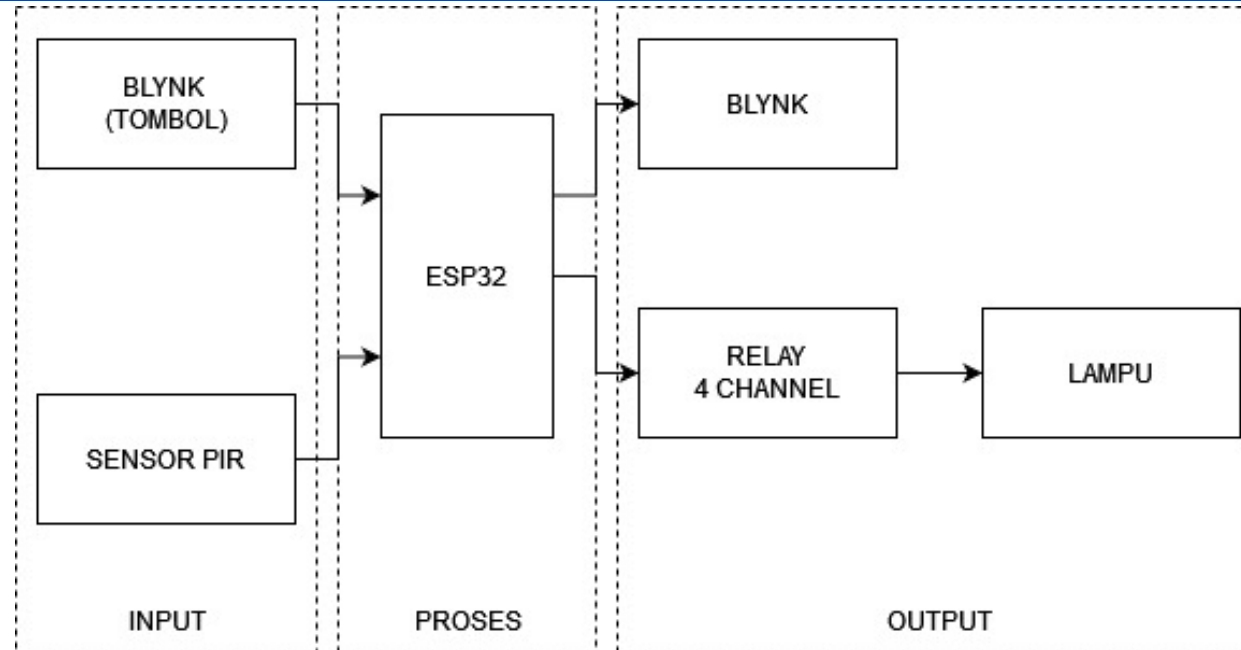 BLYNK
(TOMBOL)
BLYNK
ESP32
RELAY
4 CHANNEL
LAMPU
SENSOR PIR
INPUT
PROSES
OUTPUT